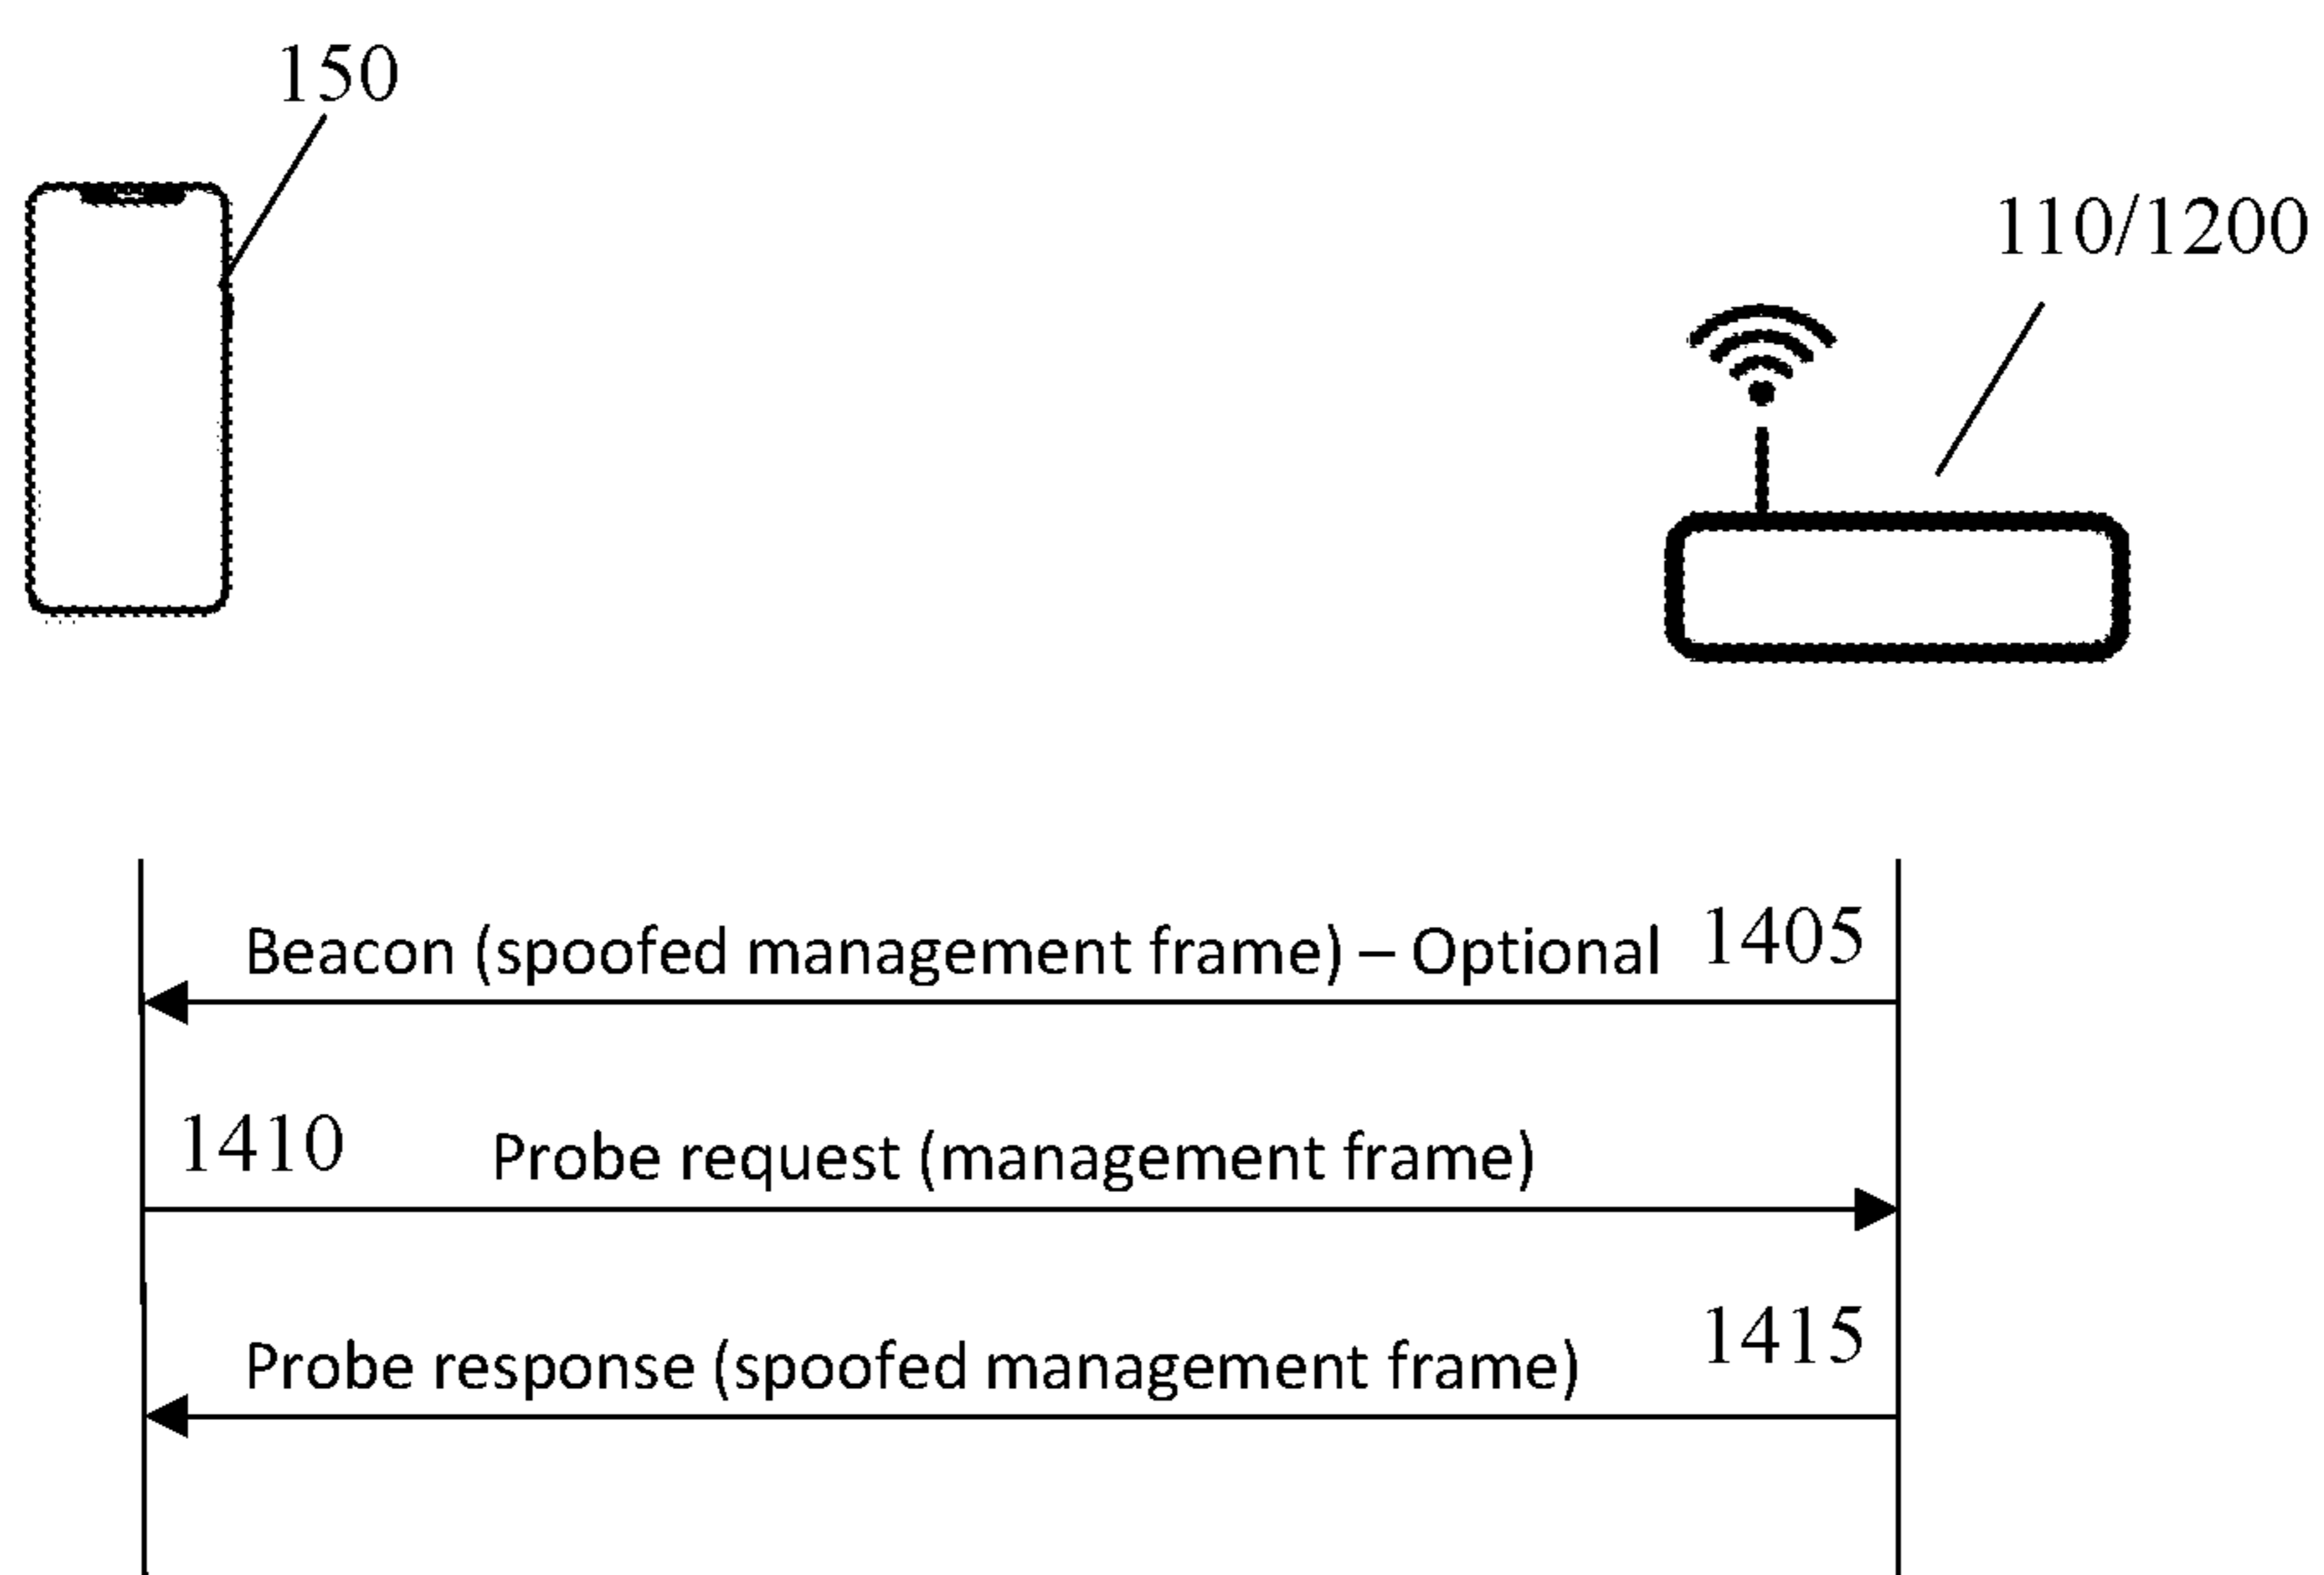 150
110/1200
Beacon (spoofed management frame) – Optional 1405
1410 Probe request (management frame)
Probe response (spoofed management frame) 1415